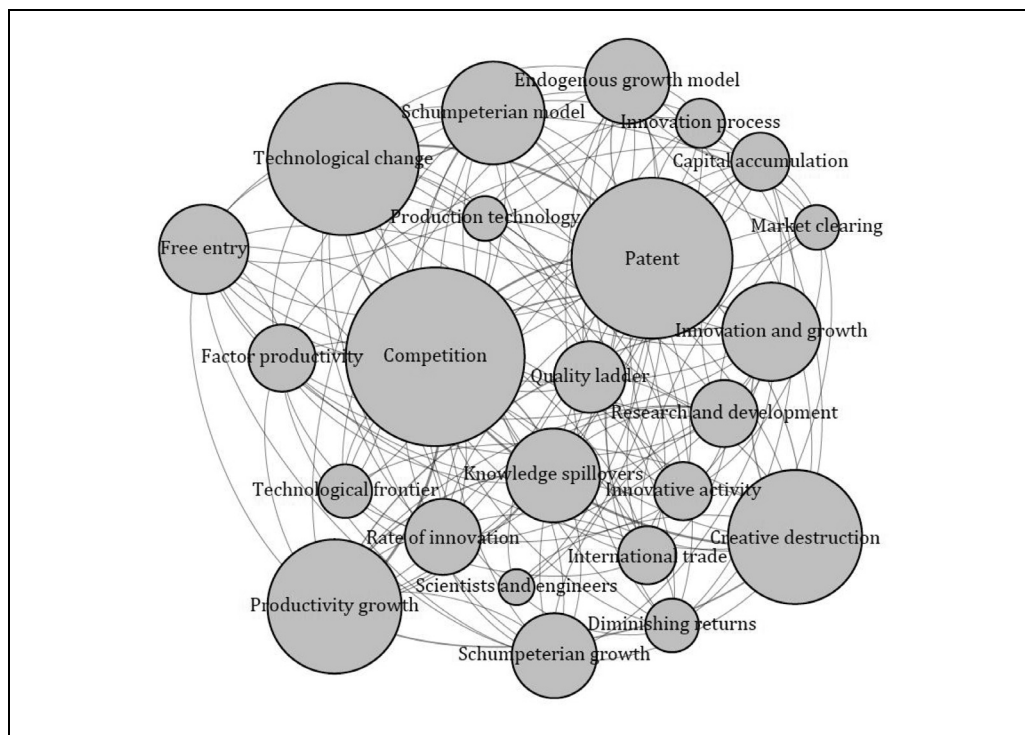 Endogenous growth model
Schumpeterian model
Innovation process
Technological change
Capital accumulation
Production technology
Market clearing
Free entry
Patent
Innovation and growth
Factor productivity
Competition
Quality ladder
Research and development
Knowledge spillovers
Technological frontier
Innovative activity
Rate of innovation
Creative destruction
International trade
Scientists and engineers
Productivity growth
Diminishing returns
Schumpeterian growth